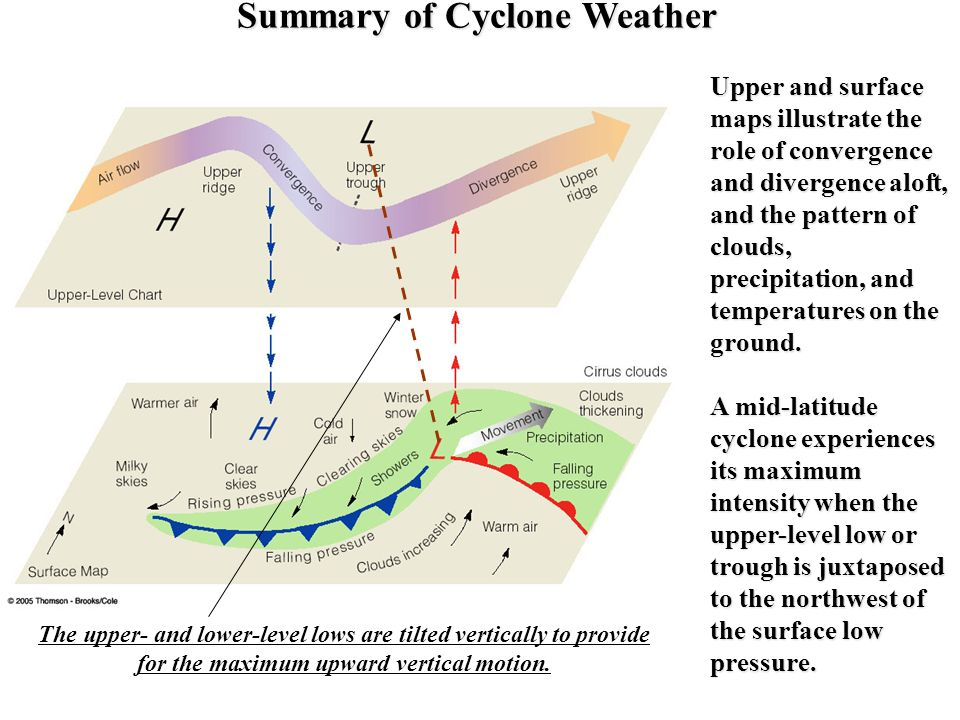 Summary of Cyclone Weather
Upper and surface
maps illustrate the
role of convergence
and divergence aloft,
and the pattern of
clouds,
precipitation, and
temperatures on the
ground.
A mid-latitude
cyclone experiences
its maximum
intensity when the
upper-level low or
trough is juxtaposed
to the northwest of
the surface low
pressure.
L
Air flow
Upper
ridge
Convergence
Upper
trough
Divergence
Upper
ridge
H
Upper-Level Chart
Cirrus clouds
Warmer air
H
Cold
air
Winter
snow
Clouds
thickening
Movement
Precipitation
Clearing skies
L
Milky
skies
Clear
skies
Showers
Falling
pressure
Rising pressure
N
Falling pressure
Clouds increasing
Warm air
Surface Map
© 2005 Thomson - Brooks/Cole
The upper- and lower-level lows are tilted vertically to provide
for the maximum upward vertical motion.